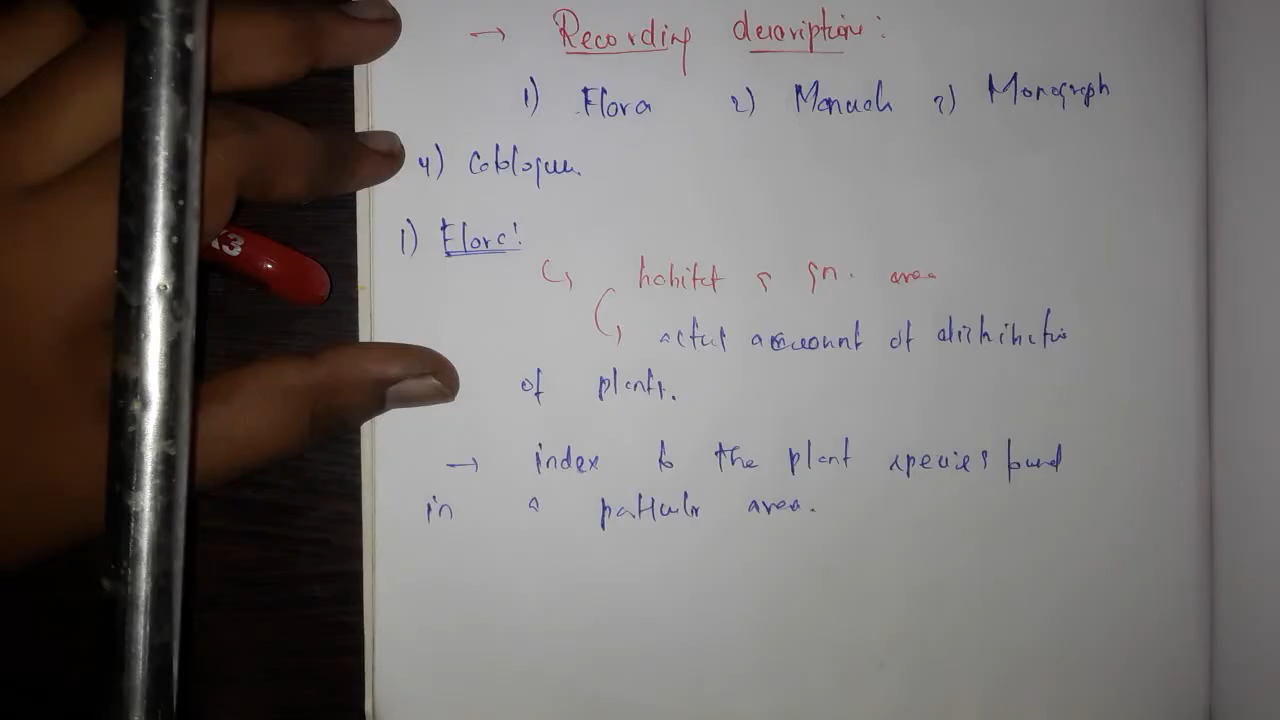 → Recording description:
1) Flora 2) Manuals 3) Monograph
4) Catalogue.
1) Flora:
habitat & gn. area
actual account of distribution
of plants.
→ index to the plant species found
in a particular area.